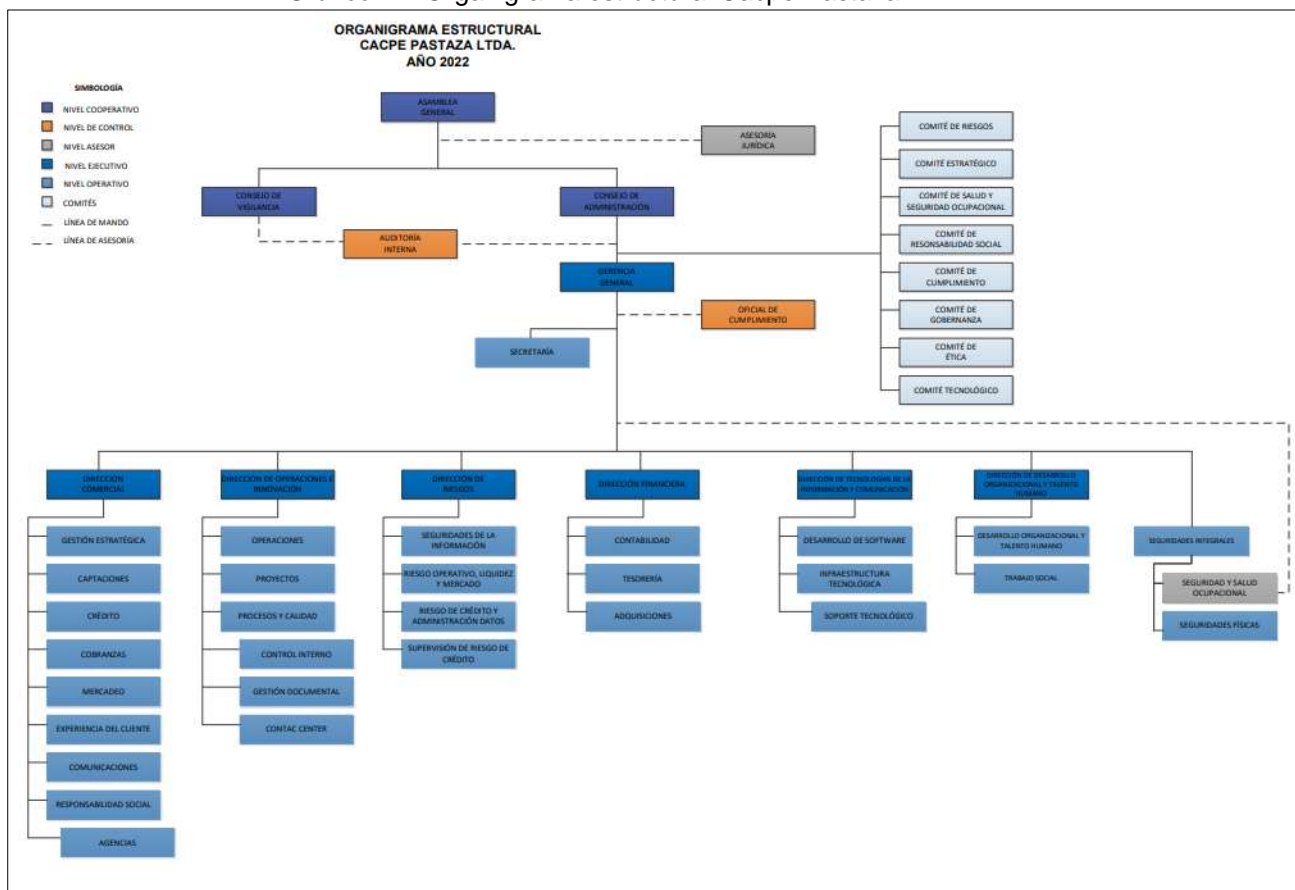 ORGANIGRAMA ESTRUCTURAL
CACPE PASTAZA LTDA.
AÑO 2022
SIMBOLOGÍA
NIVEL COOPERATIVO
NIVEL DE CONTROL
NIVEL ASESOR
NIVEL EJECUTIVO
NIVEL OPERATIVO
COMITÉS
LÍNEA DE MANDO
LÍNEA DE ASESORÍA
ASAMBLEA
GENERAL
ASESORÍA
JURÍDICA
CONSEJO DE
VIGILANCIA
CONSEJO DE
ADMINISTRACIÓN
AUDITORÍA
INTERNA
GERENCIA
GENERAL
OFICIAL DE
CUMPLIMIENTO
SECRETARÍA
COMITÉ DE RIESGOS
COMITÉ ESTRATÉGICO
COMITÉ DE SALUD Y
SEGURIDAD OCUPACIONAL
COMITÉ DE
RESONSABILIDAD SOCIAL
COMITÉ DE
CUMPLIMIENTO
COMITÉ DE
GOBERNANZA
COMITÉ DE
ÉTICA
COMITÉ TECNOLÓGICO
DIRECCIÓN
COMERCIAL
GESTIÓN ESTRATÉGICA
CAPTACIONES
CRÉDITO
COBRANZAS
MERCADEO
EXPERIENCIA DEL CLIENTE
COMUNICACIONES
RESPONSABILIDAD SOCIAL
AGENCIAS
DIRECCIÓN DE OPERACIONES E
INNOVACIÓN
OPERACIONES
PROYECTOS
PROCESOS Y CALIDAD
CONTROL INTERNO
GESTIÓN DOCUMENTAL
CONTAC CENTER
DIRECCIÓN DE
RIESGOS
SEGURIDADES DE LA
INFORMACIÓN
RIESGO OPERATIVO, LIQUIDEZ
Y MERCADO
RIESGO DE CRÉDITO Y
ADMINISTRACIÓN DATOS
SUPERVISIÓN DE RIESGO DE
CRÉDITO
DIRECCIÓN FINANCIERA
CONTABILIDAD
TESORERÍA
ADQUISICIONES
DIRECCIÓN DE TECNOLOGÍAS DE LA
INFORMACIÓN Y COMUNICACIÓN
DESARROLLO DE SOFTWARE
INFRAESTRUCTURA
TECNOLÓGICA
SOPORTE TECNOLÓGICO
DIRECCIÓN DE DESARROLLO
ORGANIZACIONAL Y TALENTO
HUMANO
DESARROLLO ORGANIZACIONAL Y
TALENTO HUMANO
TRABAJO SOCIAL
SEGURIDADES INTEGRALES
SEGURIDAD Y SALUD
OCUPACIONAL
SEGURIDADES FÍSICAS